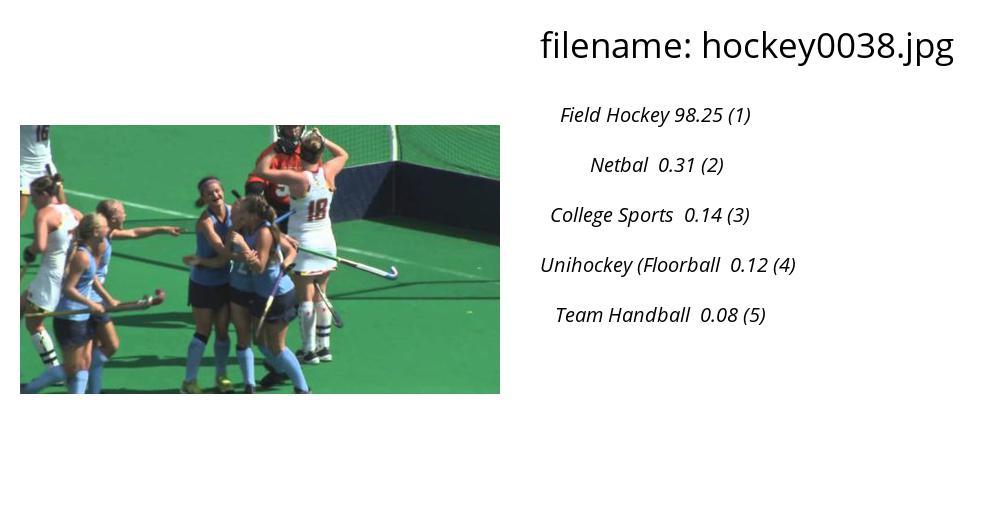 filename: hockey0038.jpg
Field Hockey 98.25 (1)
Netbal 0.31 (2)
College Sports 0.14 (3)
Unihockey (Floorball 0.12 (4)
Team Handball 0.08 (5)
16
18